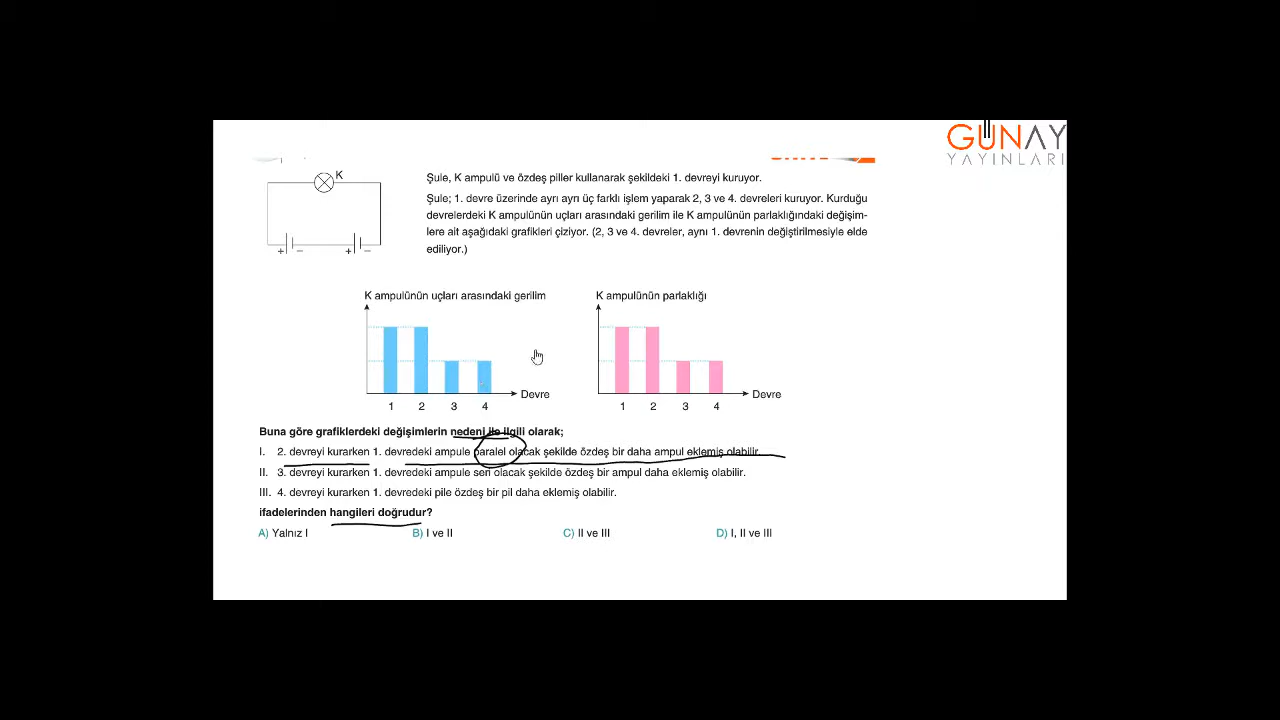 GÜNAY
YAYINLARI
K
Şule, K ampulü ve özdeş piller kullanarak şekildeki 1. devreyi kuruyor.
Şule; 1. devre üzerinde ayrı ayrı üç farklı işlem yaparak 2, 3 ve 4. devreleri kuruyor. Kurduğu
devrelerdeki K ampulünün uçları arasındaki gerilim ile K ampulünün parlaklığındaki değişim-
lere ait aşağıdaki grafikleri çiziyor. (2, 3 ve 4. devreler, aynı 1. devrenin değiştirilmesiyle elde
ediliyor.)
+ − + −
K ampulünün uçları arasındaki gerilim
Devre
1 2 3 4
K ampulünün parlaklığı
Devre
1 2 3 4
Buna göre grafiklerdeki değişimlerin nedeni ile ilgili olarak;
I. 2. devreyi kurarken 1. devredeki ampule paralel olacak şekilde özdeş bir daha ampul eklemiş olabilir.
II. 3. devreyi kurarken 1. devredeki ampule seri olacak şekilde özdeş bir ampul daha eklemiş olabilir.
III. 4. devreyi kurarken 1. devredeki pile özdeş bir pil daha eklemiş olabilir.
ifadelerinden hangileri doğrudur?
A) Yalnız I B) I ve II C) II ve III D) I, II ve III